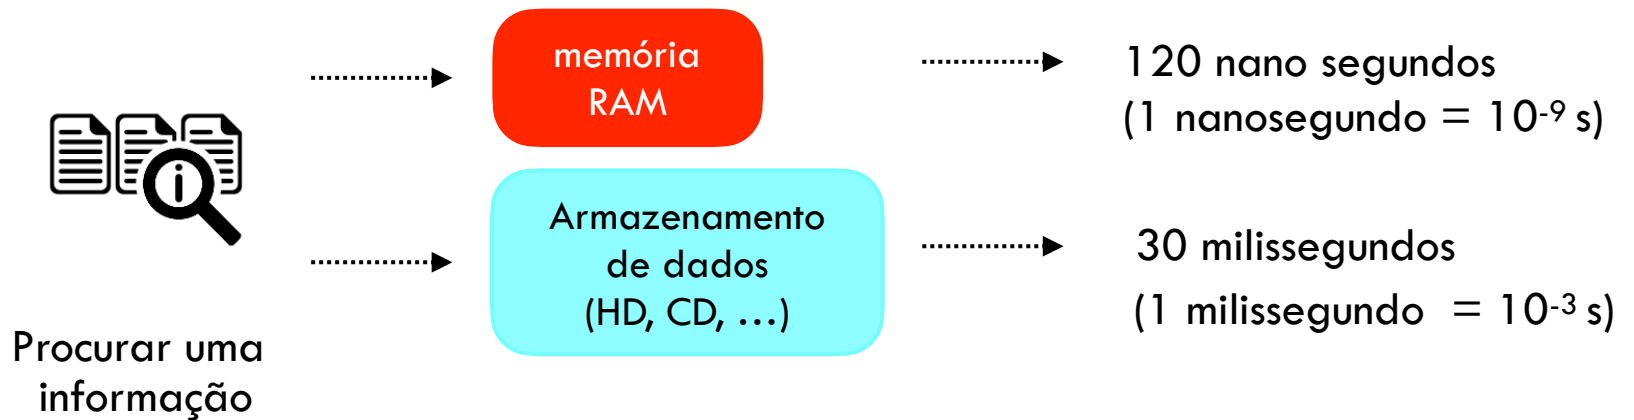 Procurar uma
informação
memória
RAM
120 nano segundos
(1 nanosegundo = 10-9 s)
Armazenamento
de dados
(HD, CD, ...)
30 milissegundos
(1 milissegundo = 10-3 s)